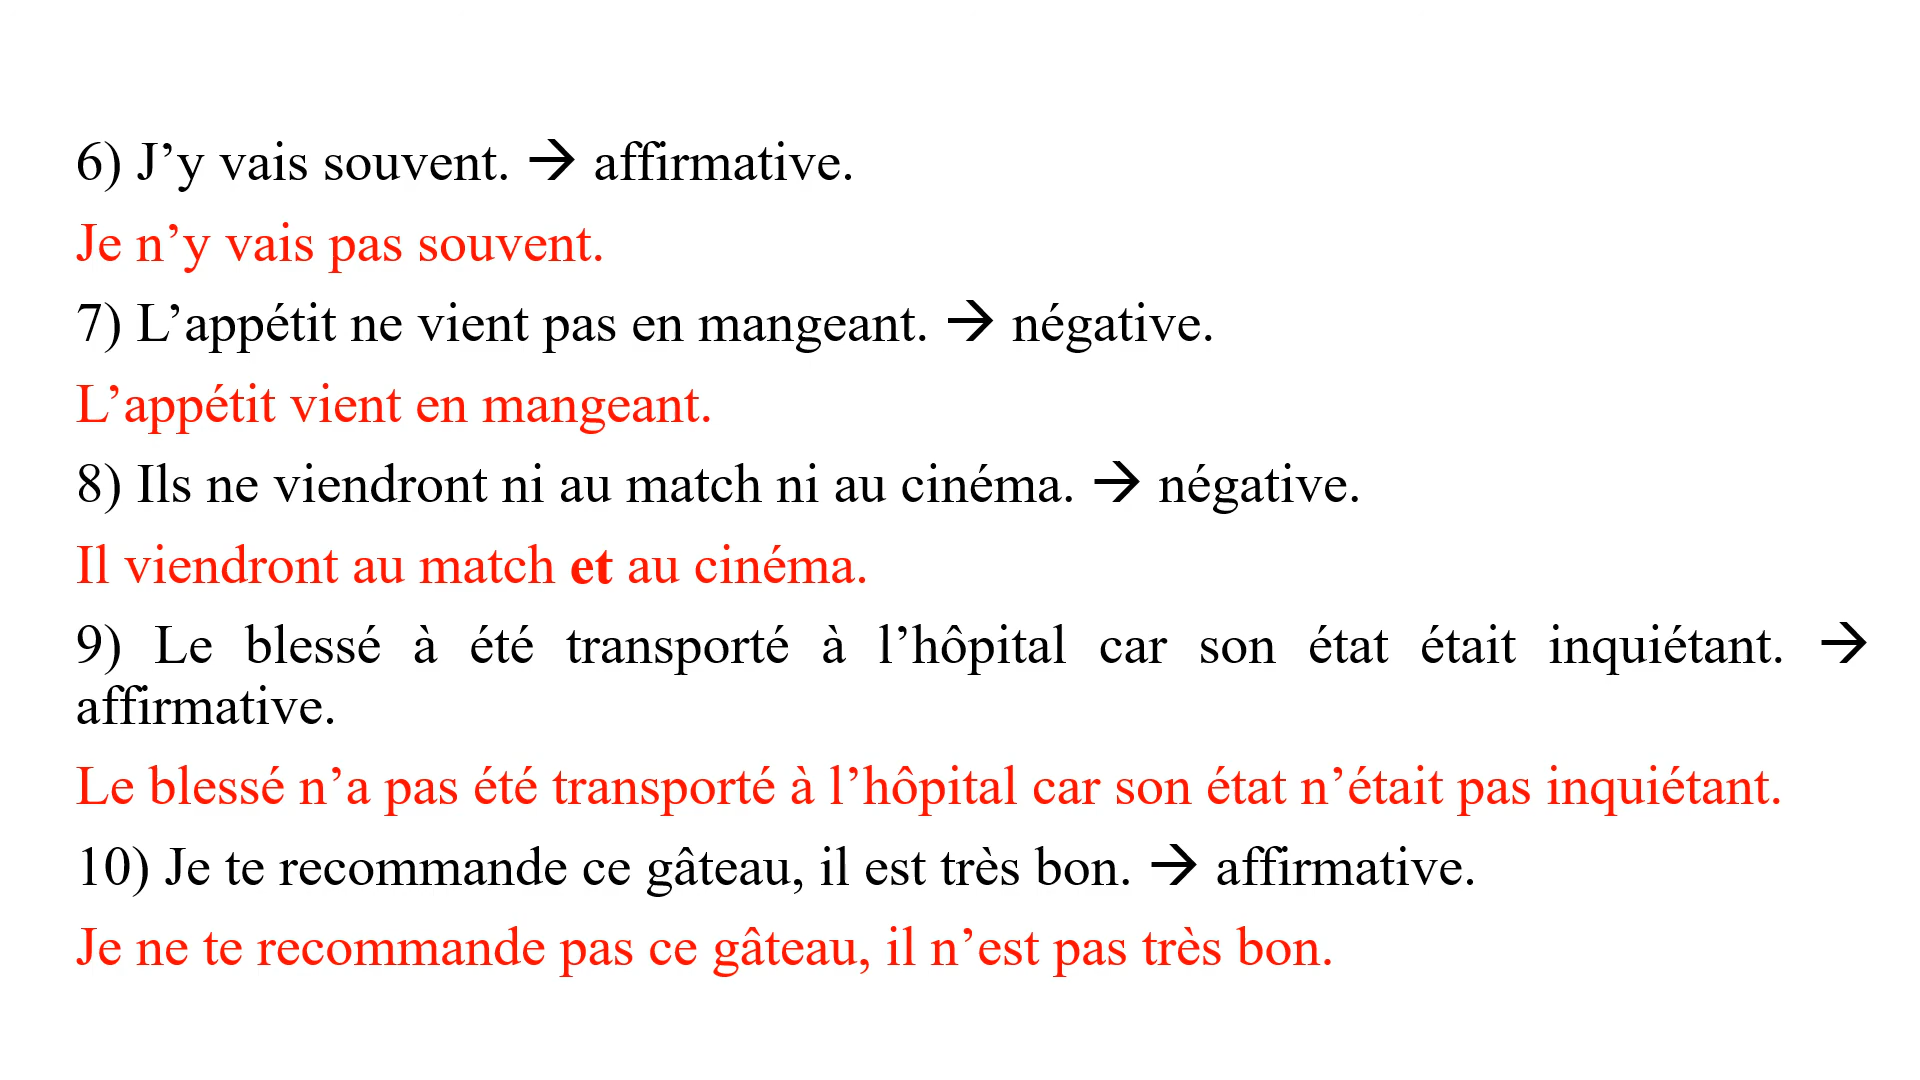 6) J’y vais souvent. → affirmative.
Je n’y vais pas souvent.
7) L’appétit ne vient pas en mangeant. → négative.
L’appétit vient en mangeant.
8) Ils ne viendront ni au match ni au cinéma. → négative.
Il viendront au match et au cinéma.
9) Le blessé à été transporté à l’hôpital car son état était inquiétant. →
affirmative.
Le blessé n’a pas été transporté à l’hôpital car son état n’était pas inquiétant.
10) Je te recommande ce gâteau, il est très bon. → affirmative.
Je ne te recommande pas ce gâteau, il n’est pas très bon.